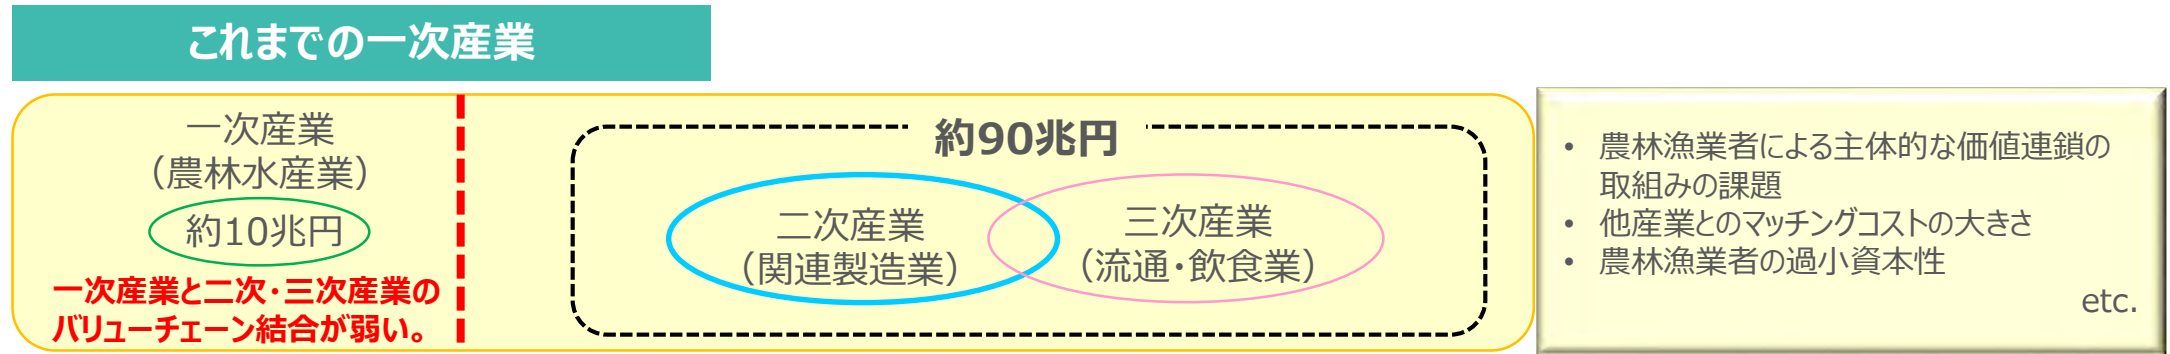 これまでの一次産業
一次産業
（農林水産業）
約10兆円
一次産業と二次・三次産業の
バリューチェーン結合が弱い。
約90兆円
二次産業
（関連製造業）
三次産業
（流通・飲食業）
• 農林漁業者による主体的な価値連鎖の
取組みの課題
• 他産業とのマッチングコストの大きさ
• 農林漁業者の過小資本性
etc.